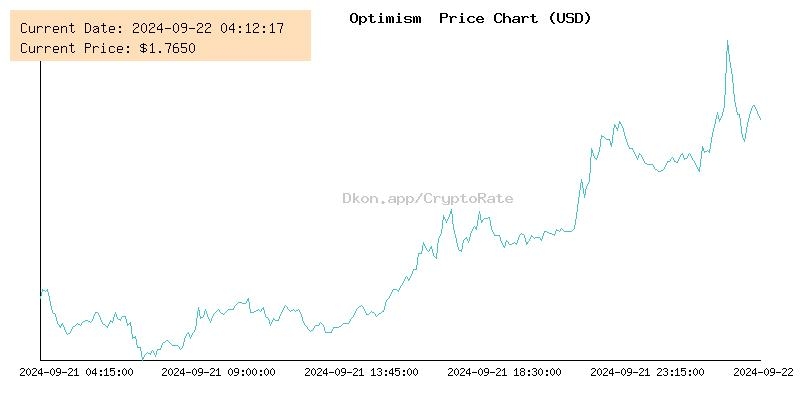 Optimism  Price Chart (USD)
Current Date: 2024-09-22 04:12:17
Current Price: $1.7650
Dkon.app/CryptoRate
2024-09-21 04:15:00 2024-09-21 09:00:00 2024-09-21 13:45:00 2024-09-21 18:30:00 2024-09-21 23:15:00 2024-09-22